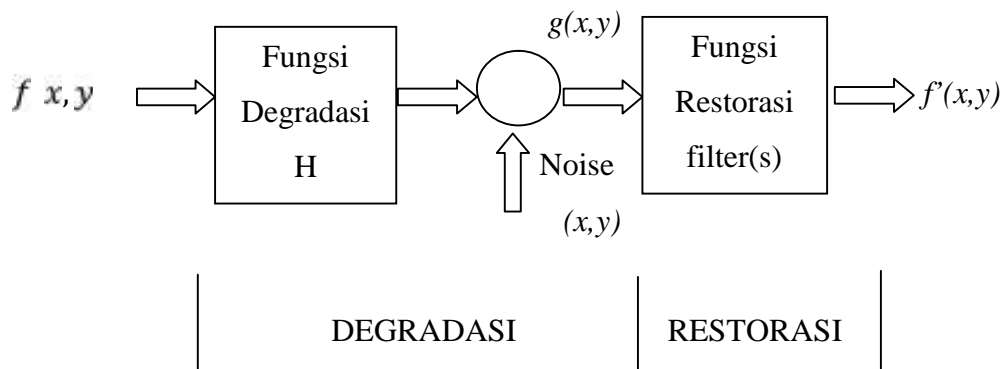 f x,y
Fungsi
Degradasi
H
g(x,y)
Noise
(x,y)
Fungsi
Restorasi
filter(s)
f'(x,y)
DEGRADASI
RESTORASI